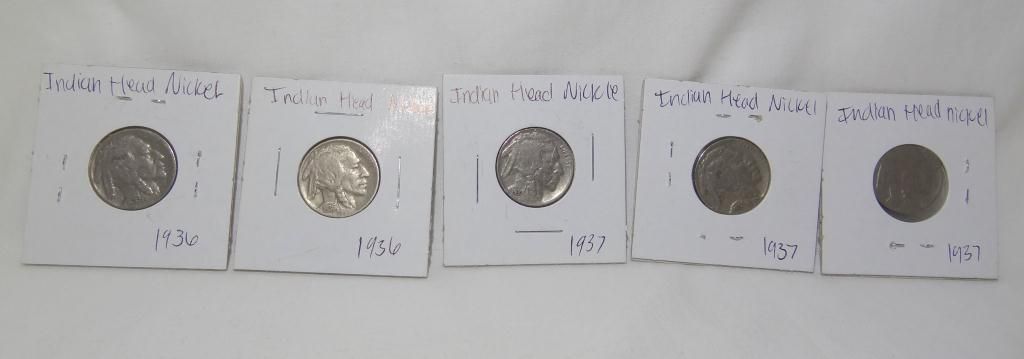 Indian Head Nickel
1936
Indian Head
1936
Indian Head Nickle
1937
Indian Head Nickel
1937
Indian Head nickel
1937